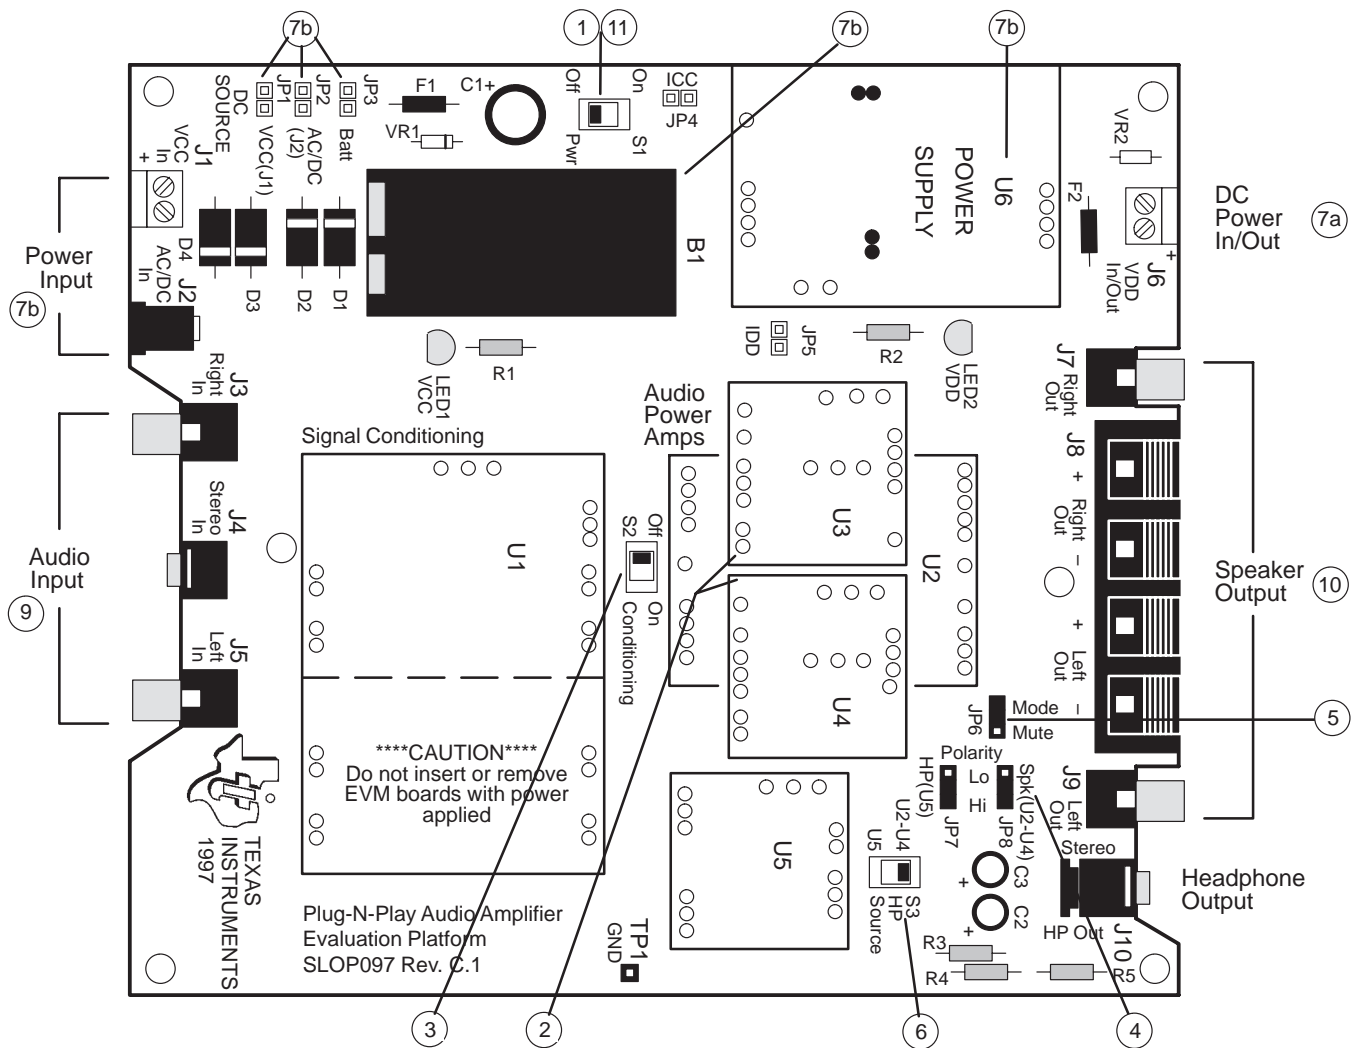 7b
1
11
7b
7b
DC
SOURCE
JP1
VCC(J1)
JP2
AC/DC
(J2)
JP3
Batt
F1
C1+
VR1
Off
On
Pwr
S1
ICC
JP4
U6
POWER
SUPPLY
VR2
F2
J1
VCC
In
+
Power
Input
7b
D4
D3
D2
D1
AC/DC
In
J2
B1
+
J6
VDD
In/Out
DC
Power
In/Out
7a
LED1
VCC
R1
IDD
JP5
R2
LED2
VDD
J3
Right
In
J7
Right
Out
Signal Conditioning
Audio
Power
Amps
Audio
Input
9
J4
Stereo
In
J5
Left
In
U1
Off
S2
On
Conditioning
U3
U2
U4
J8
+
Right
Out
–
+
Left
Out
–
Speaker
Output
10
JP6
Mode
Mute
5
Polarity
HP(U5)
Lo
Hi
JP7
Spk(U2-U4)
JP8
J9
Left
Out
****CAUTION****
Do not insert or remove
EVM boards with power
applied
TEXAS
INSTRUMENTS
1997
U5
U2-U4
U5
S3
HP
Source
+
C3
C2
+
Stereo
HP Out
J10
Headphone
Output
Plug-N-Play Audio Amplifier
Evaluation Platform
SLOP097 Rev. C.1
TP1
GND
R3
R4
R5
3
2
6
4